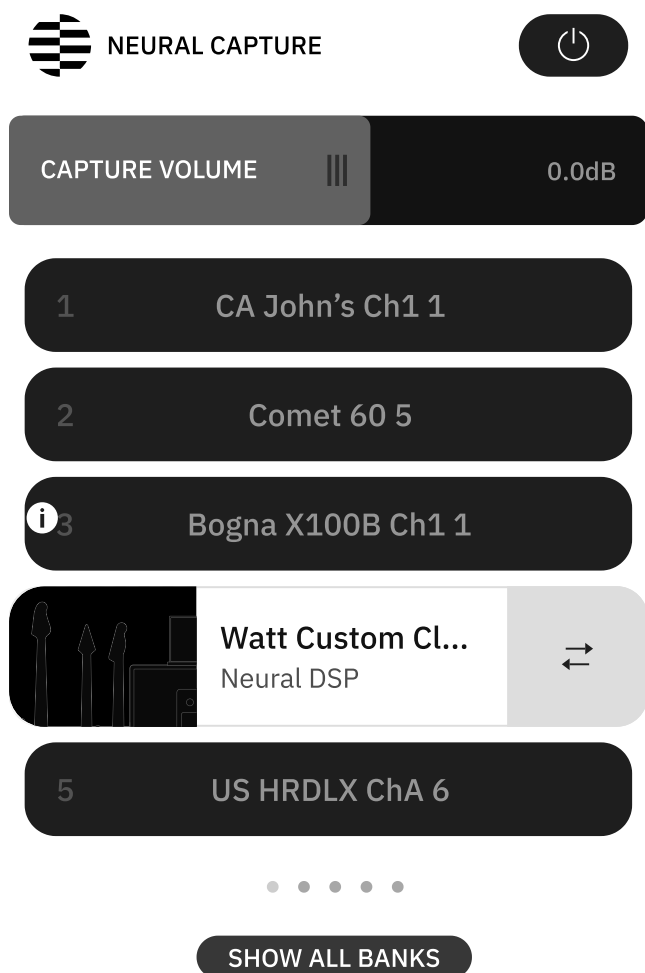 NEURAL CAPTURE
CAPTURE VOLUME 0.0dB
1 CA John’s Ch1 1
2 Comet 60 5
i 3 Bogna X100B Ch1 1
Watt Custom Cl...
Neural DSP
5 US HRDLX ChA 6
SHOW ALL BANKS